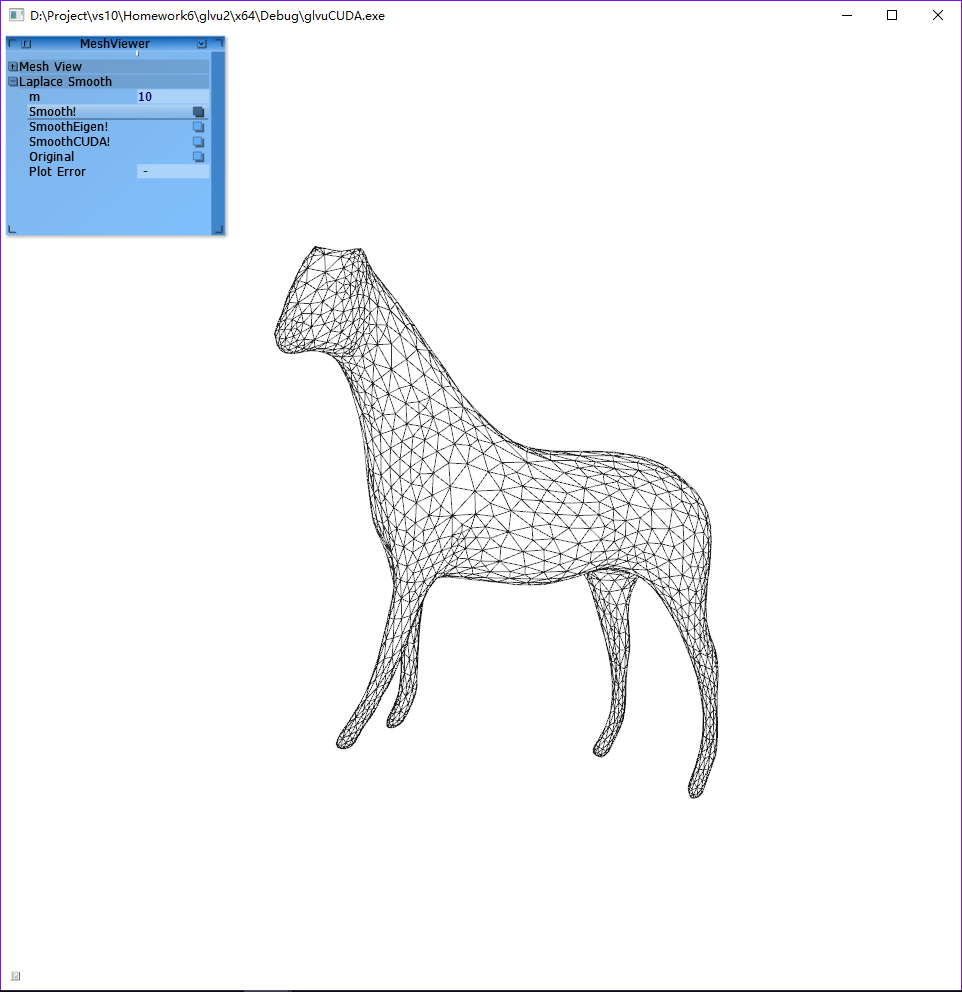 D:\Project\vs10\Homework6\glvu2\x64\Debug\glvuCUDA.exe
MeshViewer
Mesh View
Laplace Smooth
m 10
Smooth!
SmoothEigen!
SmoothCUDA!
Original
Plot Error -